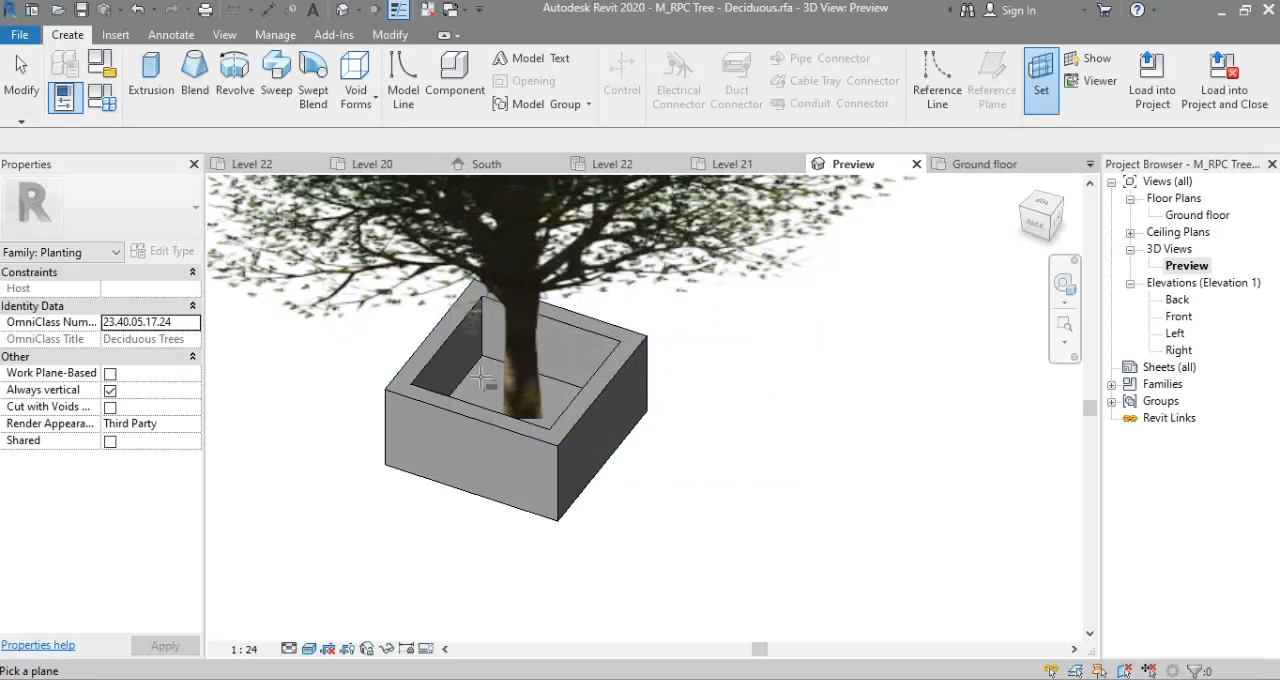 Autodesk Revit 2020 - M_RPC Tree - Deciduous.rfa - 3D View: Preview
Sign In
File Create Insert Annotate View Manage Add-Ins Modify
Modify
Extrusion Blend Revolve Sweep Swept Blend Void Forms
Model Line Component
Model Text
Opening
Model Group
Control
Electrical Connector Duct Connector
Pipe Connector
Cable Tray Connector
Conduit Connector
Reference Line Reference Plane
Set
Show
Viewer
Load into Project Load into Project and Close
Properties
Level 22 Level 20 South Level 22 Level 21 Preview Ground floor
Project Browser - M_RPC Tree...
R
Family: Planting Edit Type
Constraints
Host
Identity Data
OmniClass Num... 23.40.05.17.24
OmniClass Title Deciduous Trees
Other
Work Plane-Based
Always vertical
Cut with Voids ...
Render Appeara... Third Party
Shared
Properties help Apply
TOP
BACK
Views (all)
Floor Plans
Ground floor
Ceiling Plans
3D Views
Preview
Elevations (Elevation 1)
Back
Front
Left
Right
Sheets (all)
Families
Groups
Revit Links
1 : 24
Pick a plane
:0